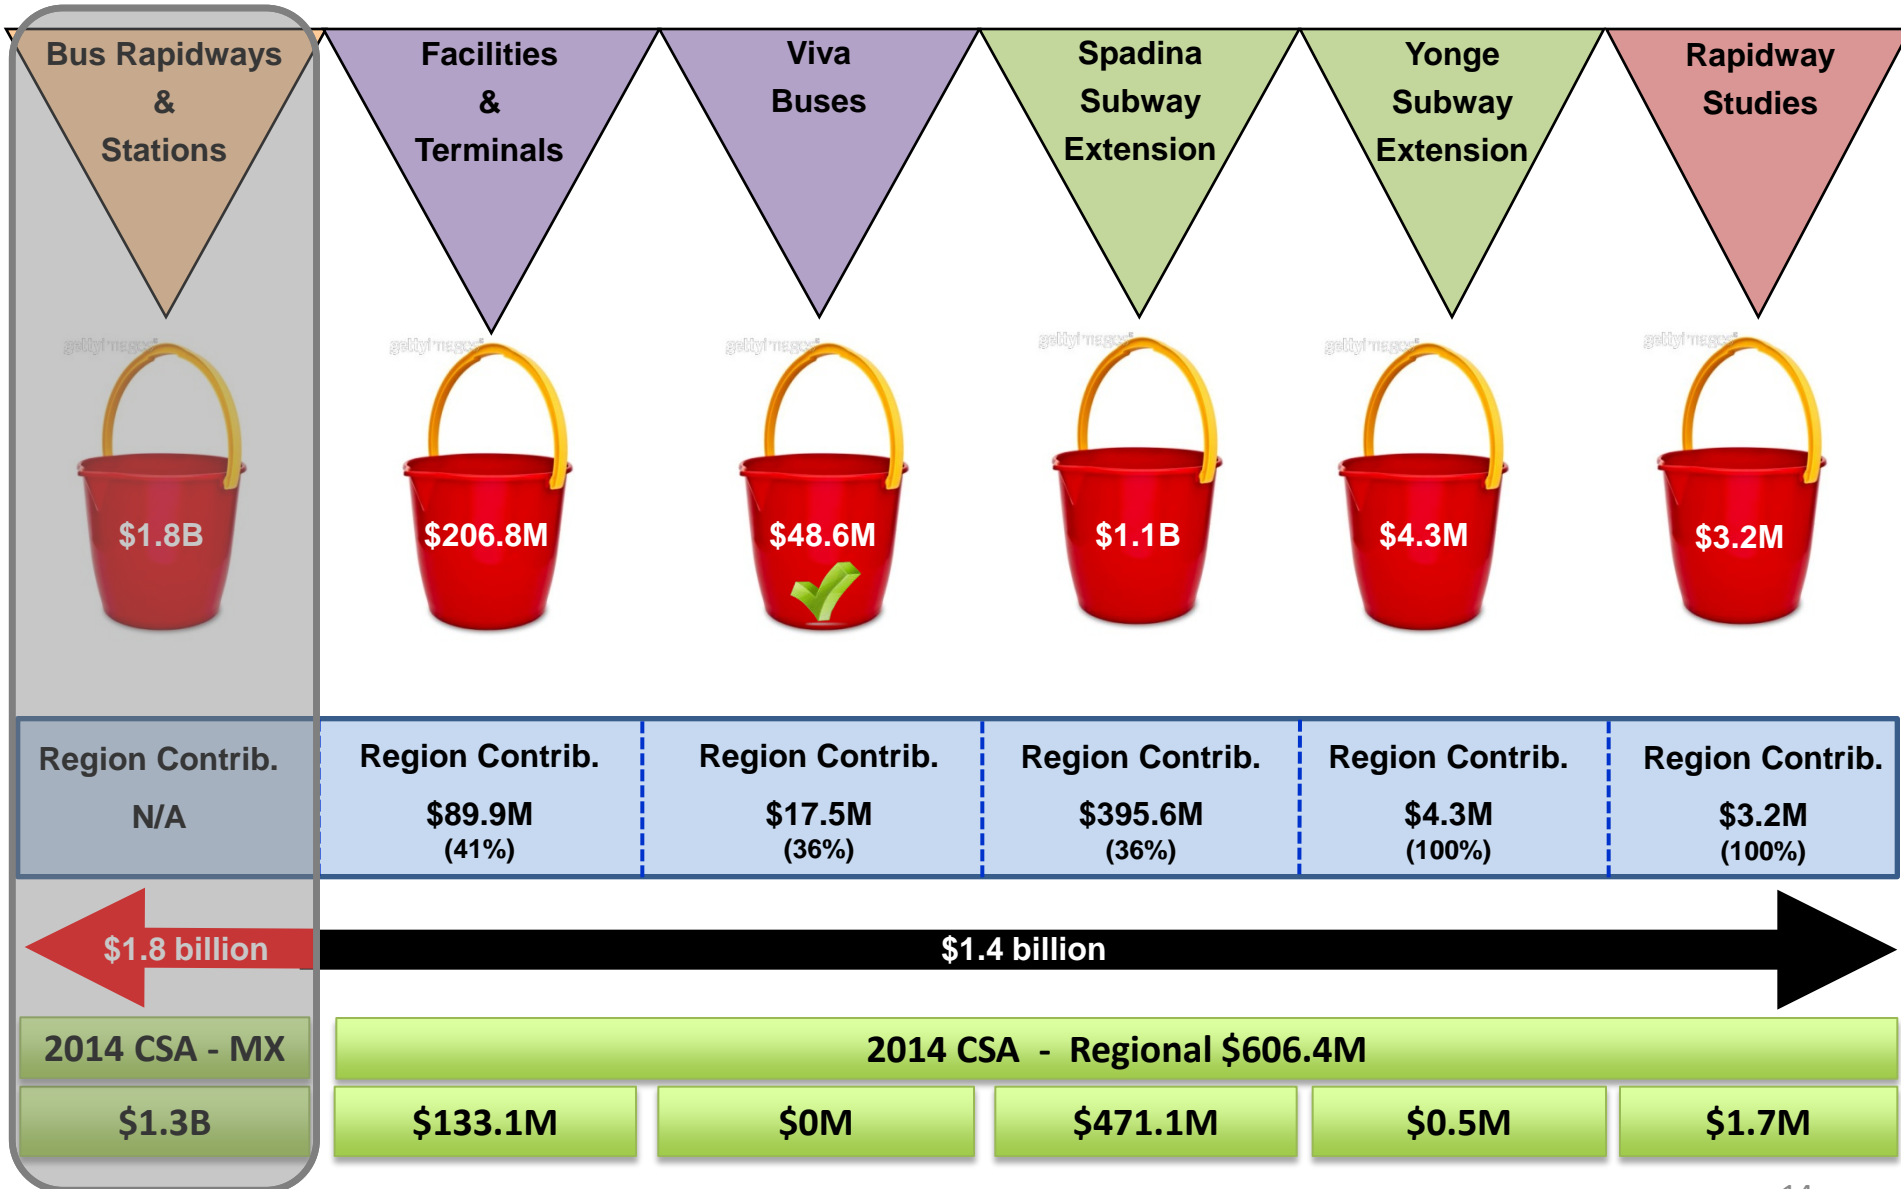 Bus Rapidways
&
Stations
Facilities
&
Terminals
Viva
Buses
Spadina
Subway
Extension
Yonge
Subway
Extension
Rapidway
Studies
$1.8B
$206.8M
$48.6M
$1.1B
$4.3M
$3.2M
Region Contrib.
N/A
Region Contrib.
$89.9M
(41%)
Region Contrib.
$17.5M
(36%)
Region Contrib.
$395.6M
(36%)
Region Contrib.
$4.3M
(100%)
Region Contrib.
$3.2M
(100%)
$1.8 billion
$1.4 billion
2014 CSA - MX
2014 CSA - Regional $606.4M
$1.3B
$133.1M
$0M
$471.1M
$0.5M
$1.7M